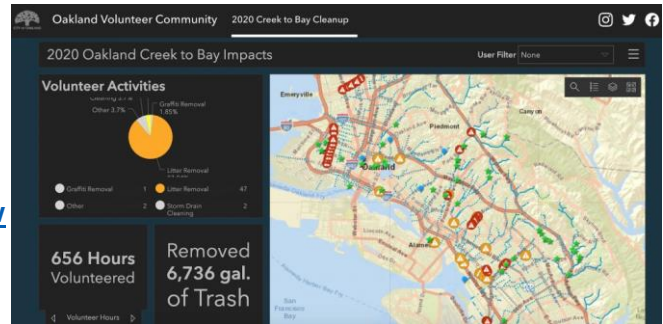 Oakland Volunteer Community 2020 Creek to Bay Cleanup
2020 Oakland Creek to Bay Impacts
User Filter None
Volunteer Activities
Cleaning
Other 3.7%
Graffiti Removal
1.85%
Litter Removal
Graffiti Removal 1
Litter Removal 47
Other 2
Storm Drain
Cleaning 2
656 Hours
Volunteered
Volunteer Hours
Removed
6,736 gal.
of Trash
Emeryville
Piedmont
Canyon
Oakland
Alame
San
Francisco
Bay